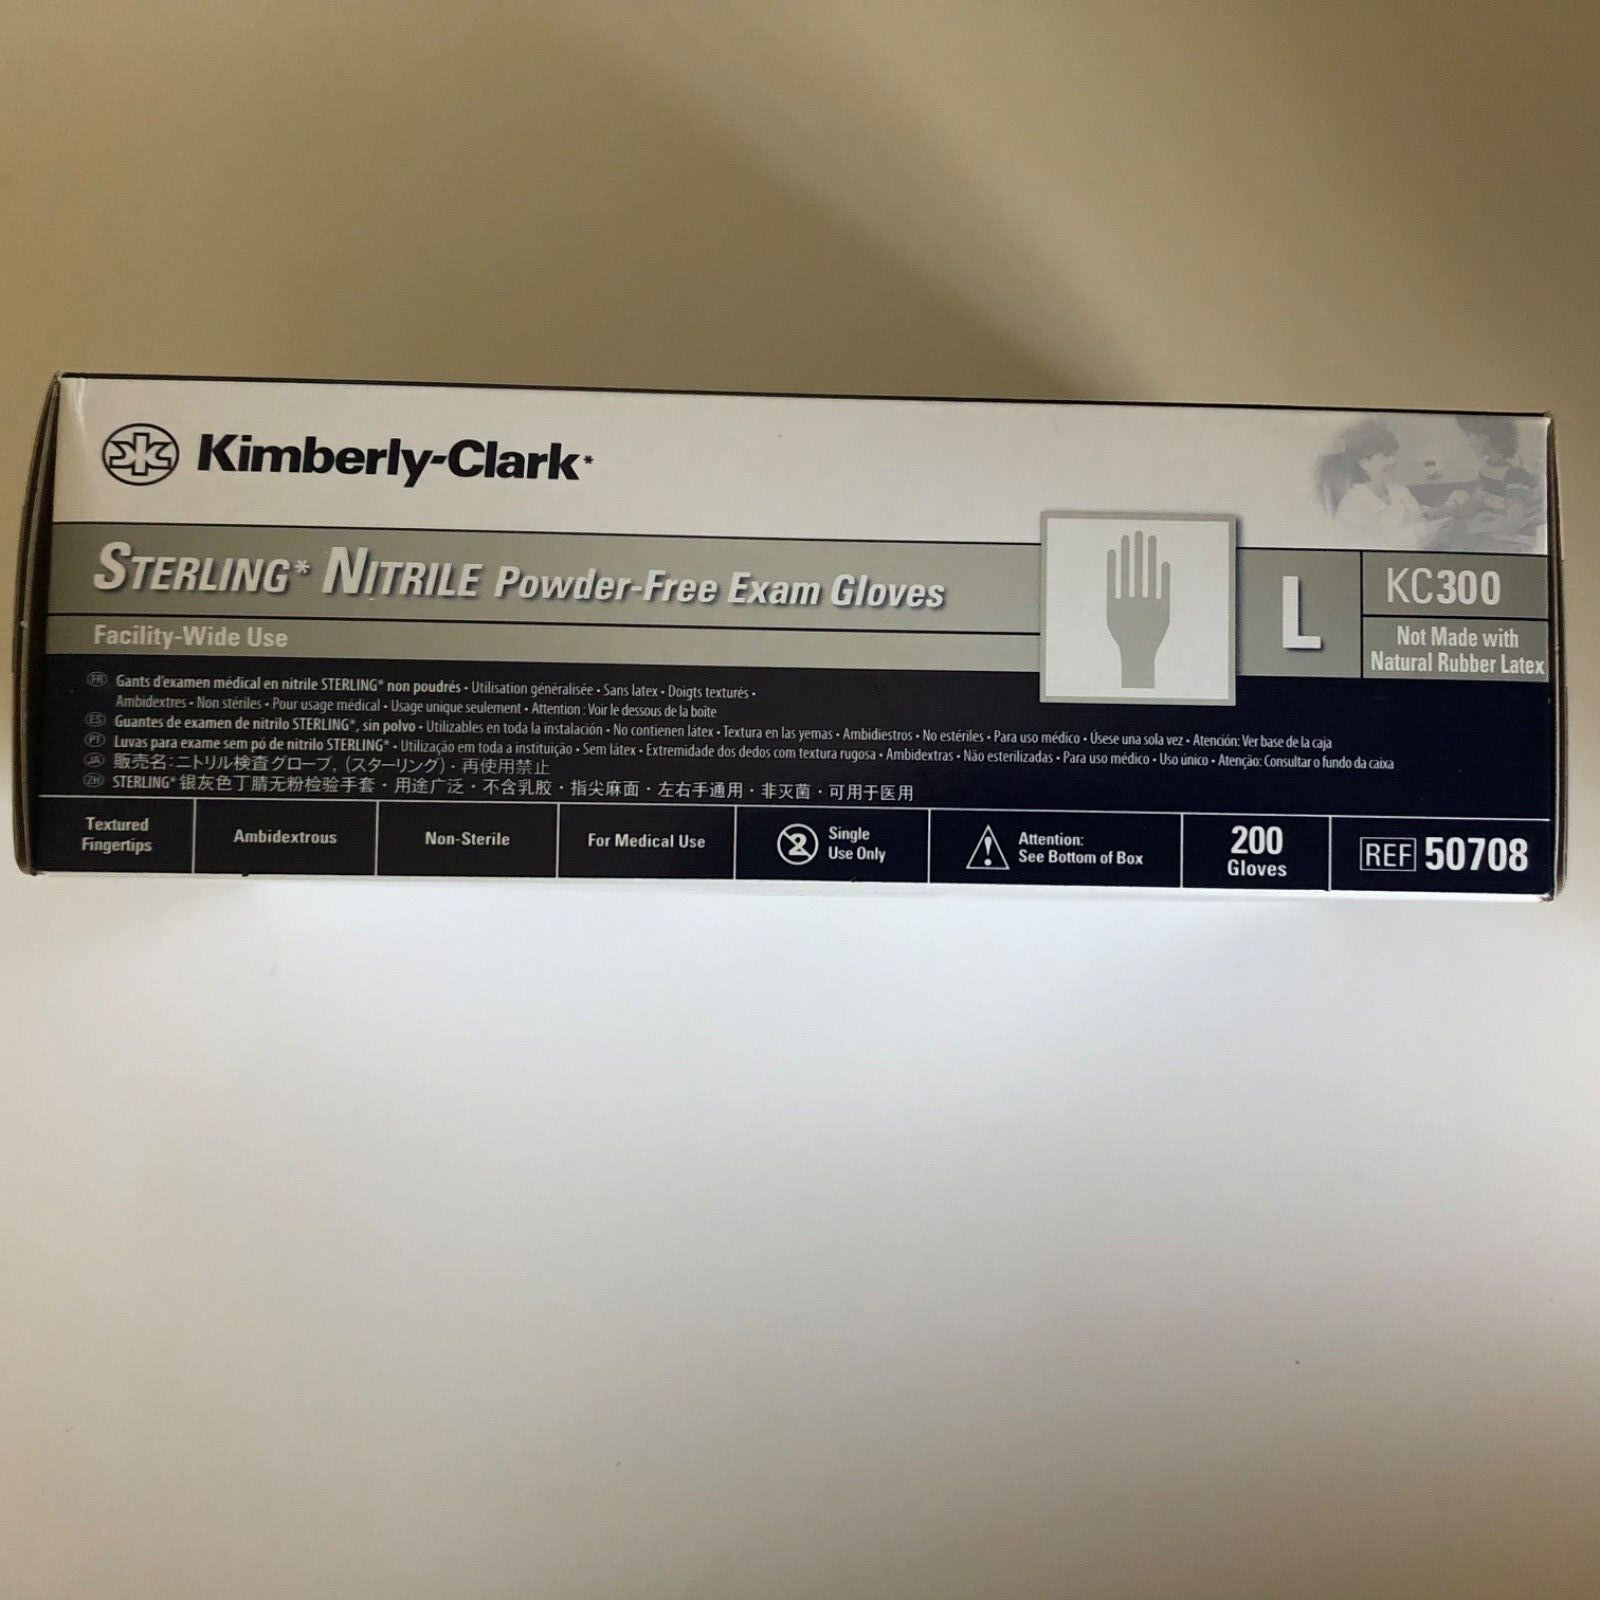 Kimberly-Clark*
STERLING* NITRILE Powder-Free Exam Gloves
L
KC300
Facility-Wide Use
Not Made with
Natural Rubber Latex
FR Gants d'examen médical en nitrile STERLING* non poudrés • Utilisation généralisée • Sans latex • Doigts texturés •
Ambidextres • Non stériles • Pour usage médical • Usage unique seulement • Attention : Voir le dessous de la boîte
ES Guantes de examen de nitrilo STERLING*, sin polvo • Utilizables en toda la instalación • No contienen látex • Textura en las yemas • Ambidiestros • No estériles • Para uso médico • Úsese una sola vez • Atención: Ver base de la caja
PT Luvas para exame sem pó de nitrilo STERLING* • Utilização em toda a instituição • Sem látex • Extremidade dos dedos com textura rugosa • Ambidextras • Não esterilizadas • Para uso médico • Uso único • Atenção: Consultar o fundo da caixa
JA 販売名:ニトリル検査グローブ, (スターリング)・再使用禁止
ZH STERLING* 银灰色丁腈无粉检验手套・用途广泛・不含乳胶・指尖麻面・左右手通用・非灭菌・可用于医用
Textured
Fingertips
Ambidextrous
Non-Sterile
For Medical Use
2
Single
Use Only
Attention:
See Bottom of Box
200
Gloves
REF 50708